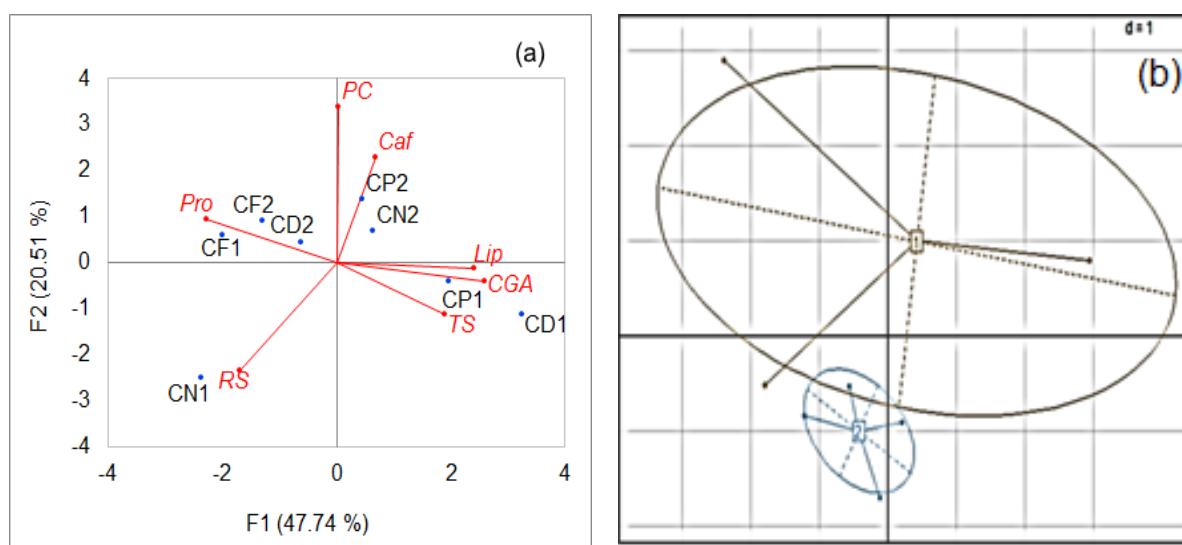 (a)
4
3
2
1
0
-1
-2
-3
-4
-4
-2
0
2
4
F2 (20.51 %)
F1 (47.74 %)
PC
Caf
CP2
CN2
Pro
CF2
CD2
CF1
Lip
CGA
CP1
TS
CD1
RS
CN1
d=1
(b)
1
2